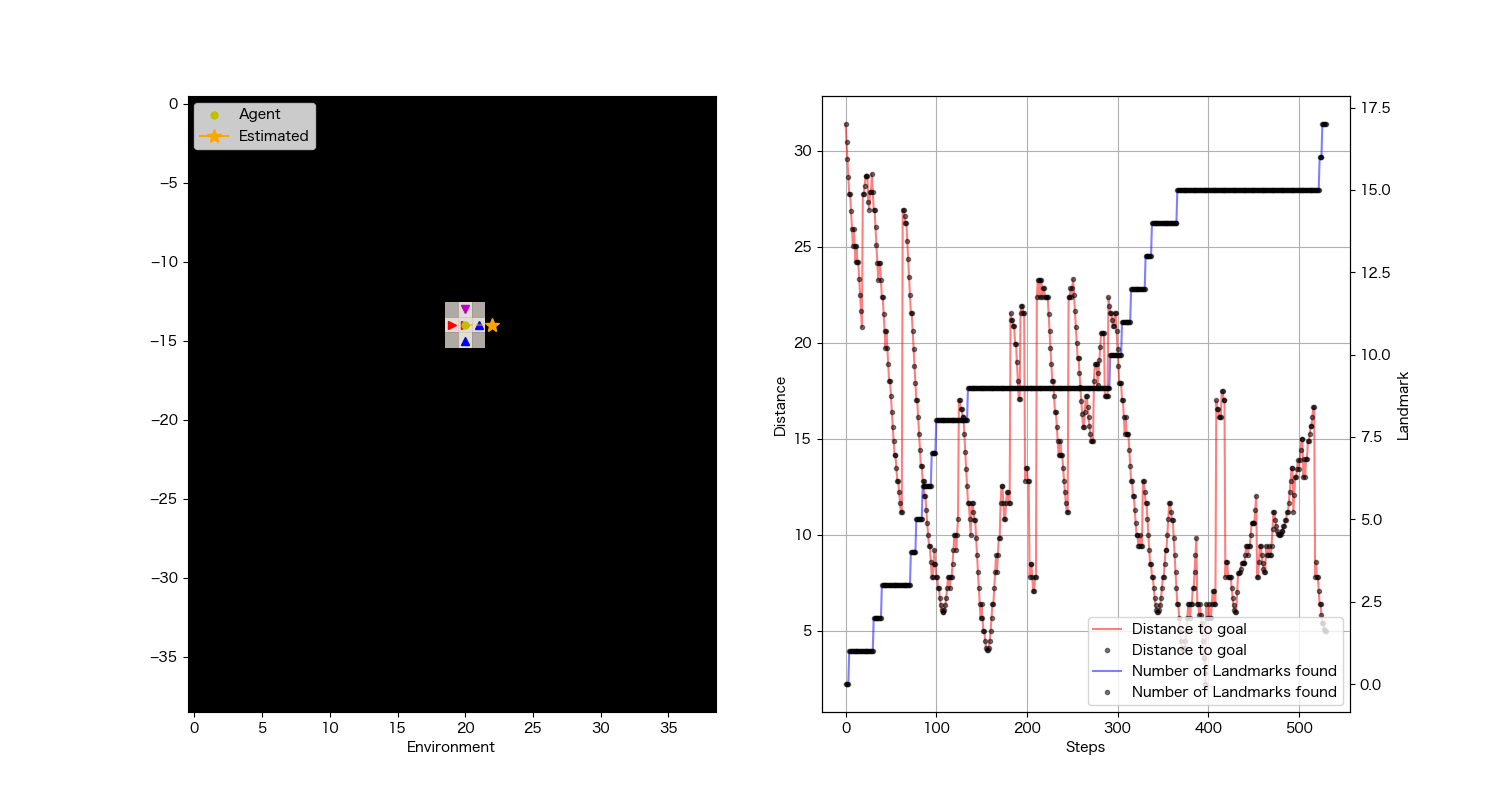 Agent
Estimated
0
−5
−10
−15
−20
−25
−30
−35
0 5 10 15 20 25 30 35
Environment
30
25
20
15
10
5
Distance
0 100 200 300 400 500
Steps
17.5
15.0
12.5
10.0
7.5
5.0
2.5
0.0
Landmark
Distance to goal
Distance to goal
Number of Landmarks found
Number of Landmarks found